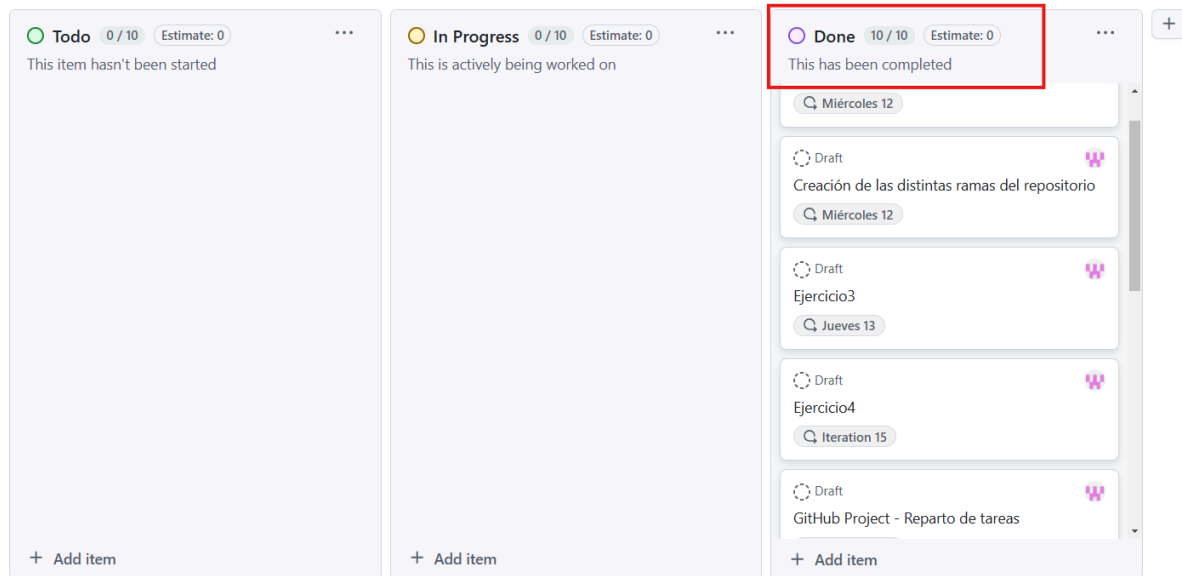 Todo 0 / 10 Estimate: 0
This item hasn't been started
+ Add item
In Progress 0 / 10 Estimate: 0
This is actively being worked on
+ Add item
Done 10 / 10 Estimate: 0
This has been completed
Miércoles 12
Draft
Creación de las distintas ramas del repositorio
Miércoles 12
Draft
Ejercicio3
Jueves 13
Draft
Ejercicio4
Iteration 15
Draft
GitHub Project - Reparto de tareas
+ Add item
+